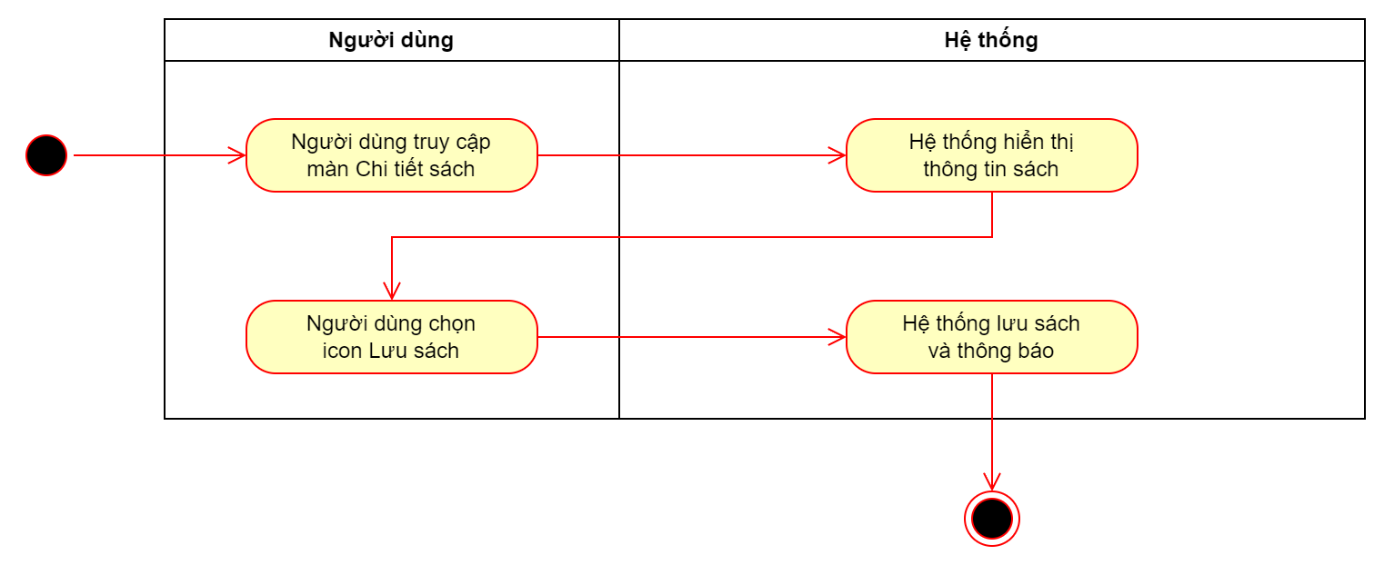 Người dùng
Hệ thống
Người dùng truy cập
màn Chi tiết sách
Hệ thống hiển thị
thông tin sách
Người dùng chọn
icon Lưu sách
Hệ thống lưu sách
và thông báo